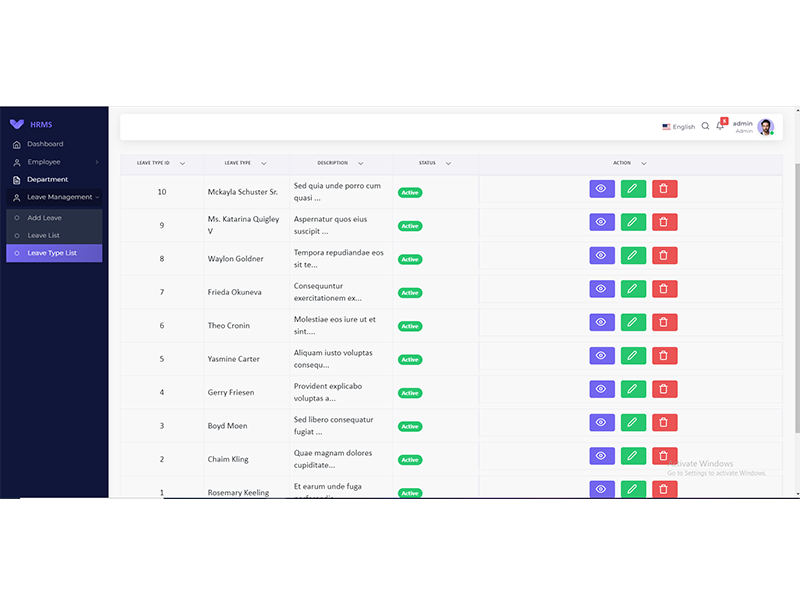 HRMS
English
8
admin
Admin
Dashboard
Employee
Department
Leave Management
Add Leave
Leave List
Leave Type List
LEAVE TYPE ID LEAVE TYPE DESCRIPTION STATUS ACTION
10 Mckayla Schuster Sr. Sed quia unde porro cum
quasi ... Active
9 Ms. Katarina Quigley
V Aspernatur quos eius
suscipit ... Active
8 Waylon Goldner Tempora repudiandae eos
sit te... Active
7 Frieda Okuneva Consequuntur
exercitationem ex... Active
6 Theo Cronin Molestiae eos iure ut et
sint.... Active
5 Yasmine Carter Aliquam iusto voluptas
consequ... Active
4 Gerry Friesen Provident explicabo
voluptas a... Active
3 Boyd Moen Sed libero consequatur
fugiat ... Active
2 Chaim Kling Quae magnam dolores
cupiditate... Active
1 Rosemary Keeling Et earum unde fuga
Active
Activate Windows
Go to Settings to activate Windows.